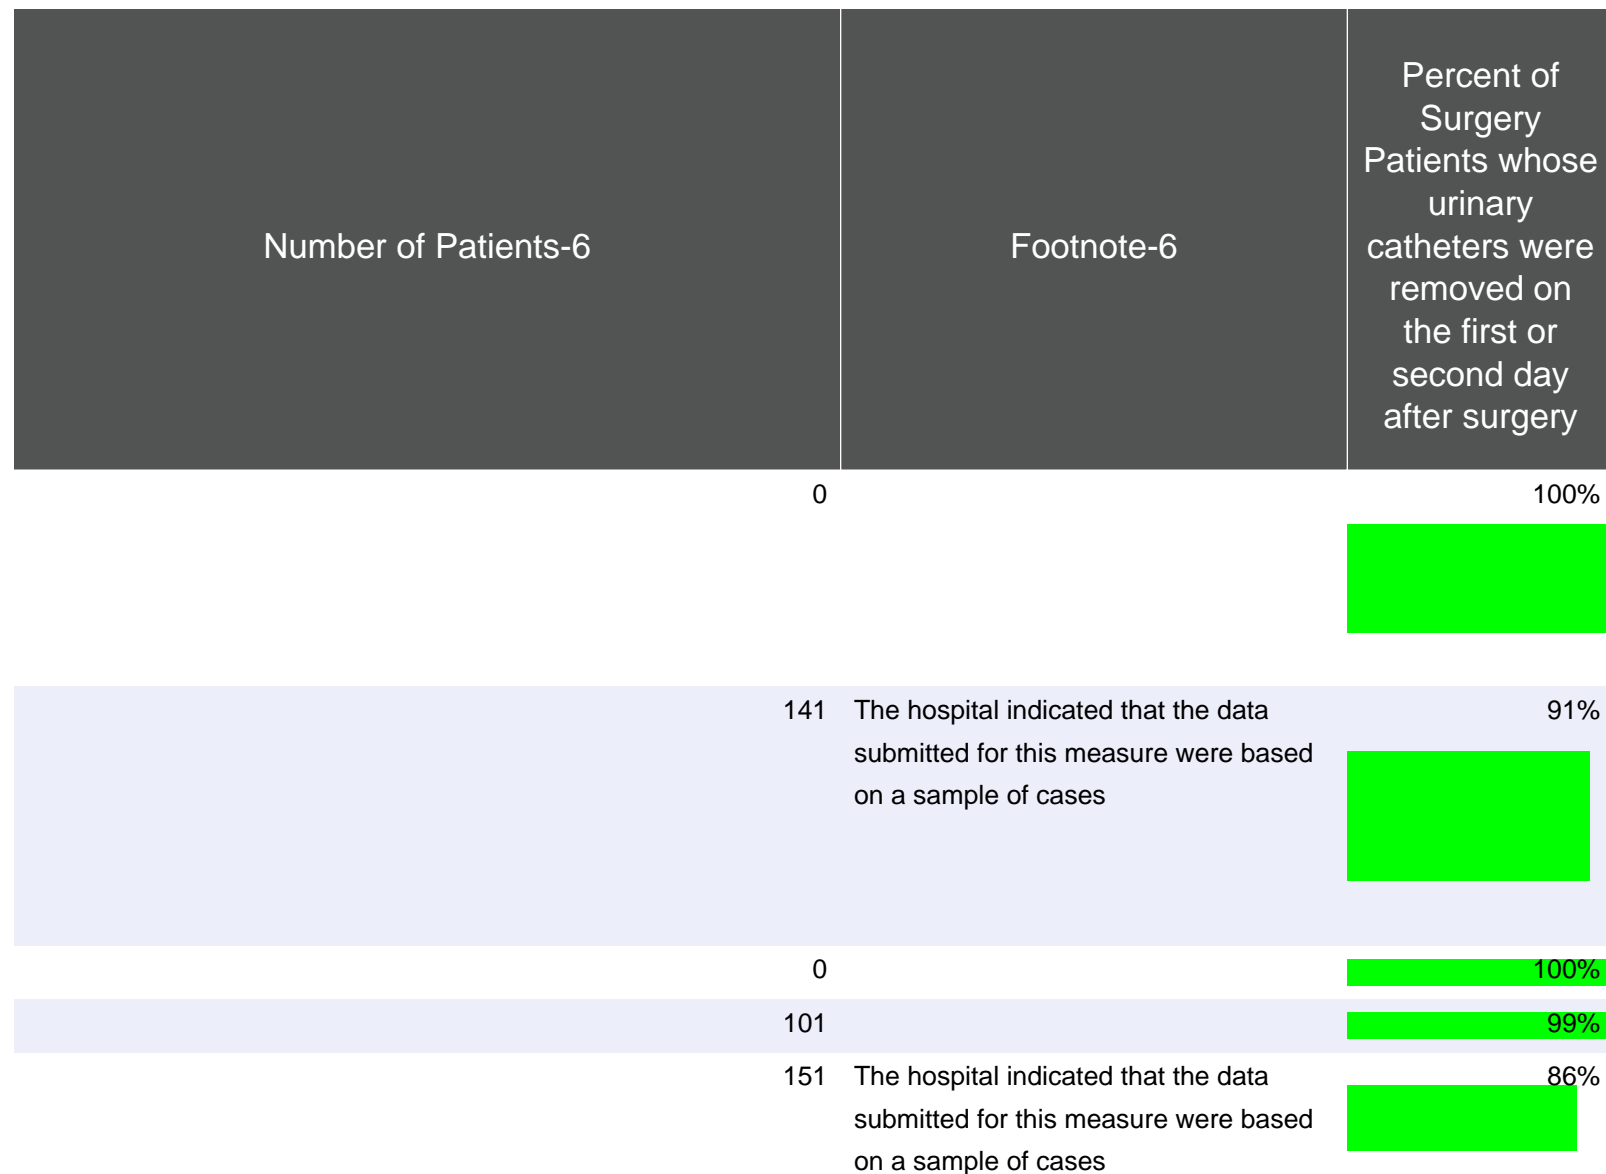 Number of Patients-6
Footnote-6
Percent of
Surgery
Patients whose
urinary
catheters were
removed on
the first or
second day
after surgery
0
100%
141
The hospital indicated that the data
submitted for this measure were based
on a sample of cases
91%
0
100%
101
99%
151
The hospital indicated that the data
submitted for this measure were based
on a sample of cases
86%